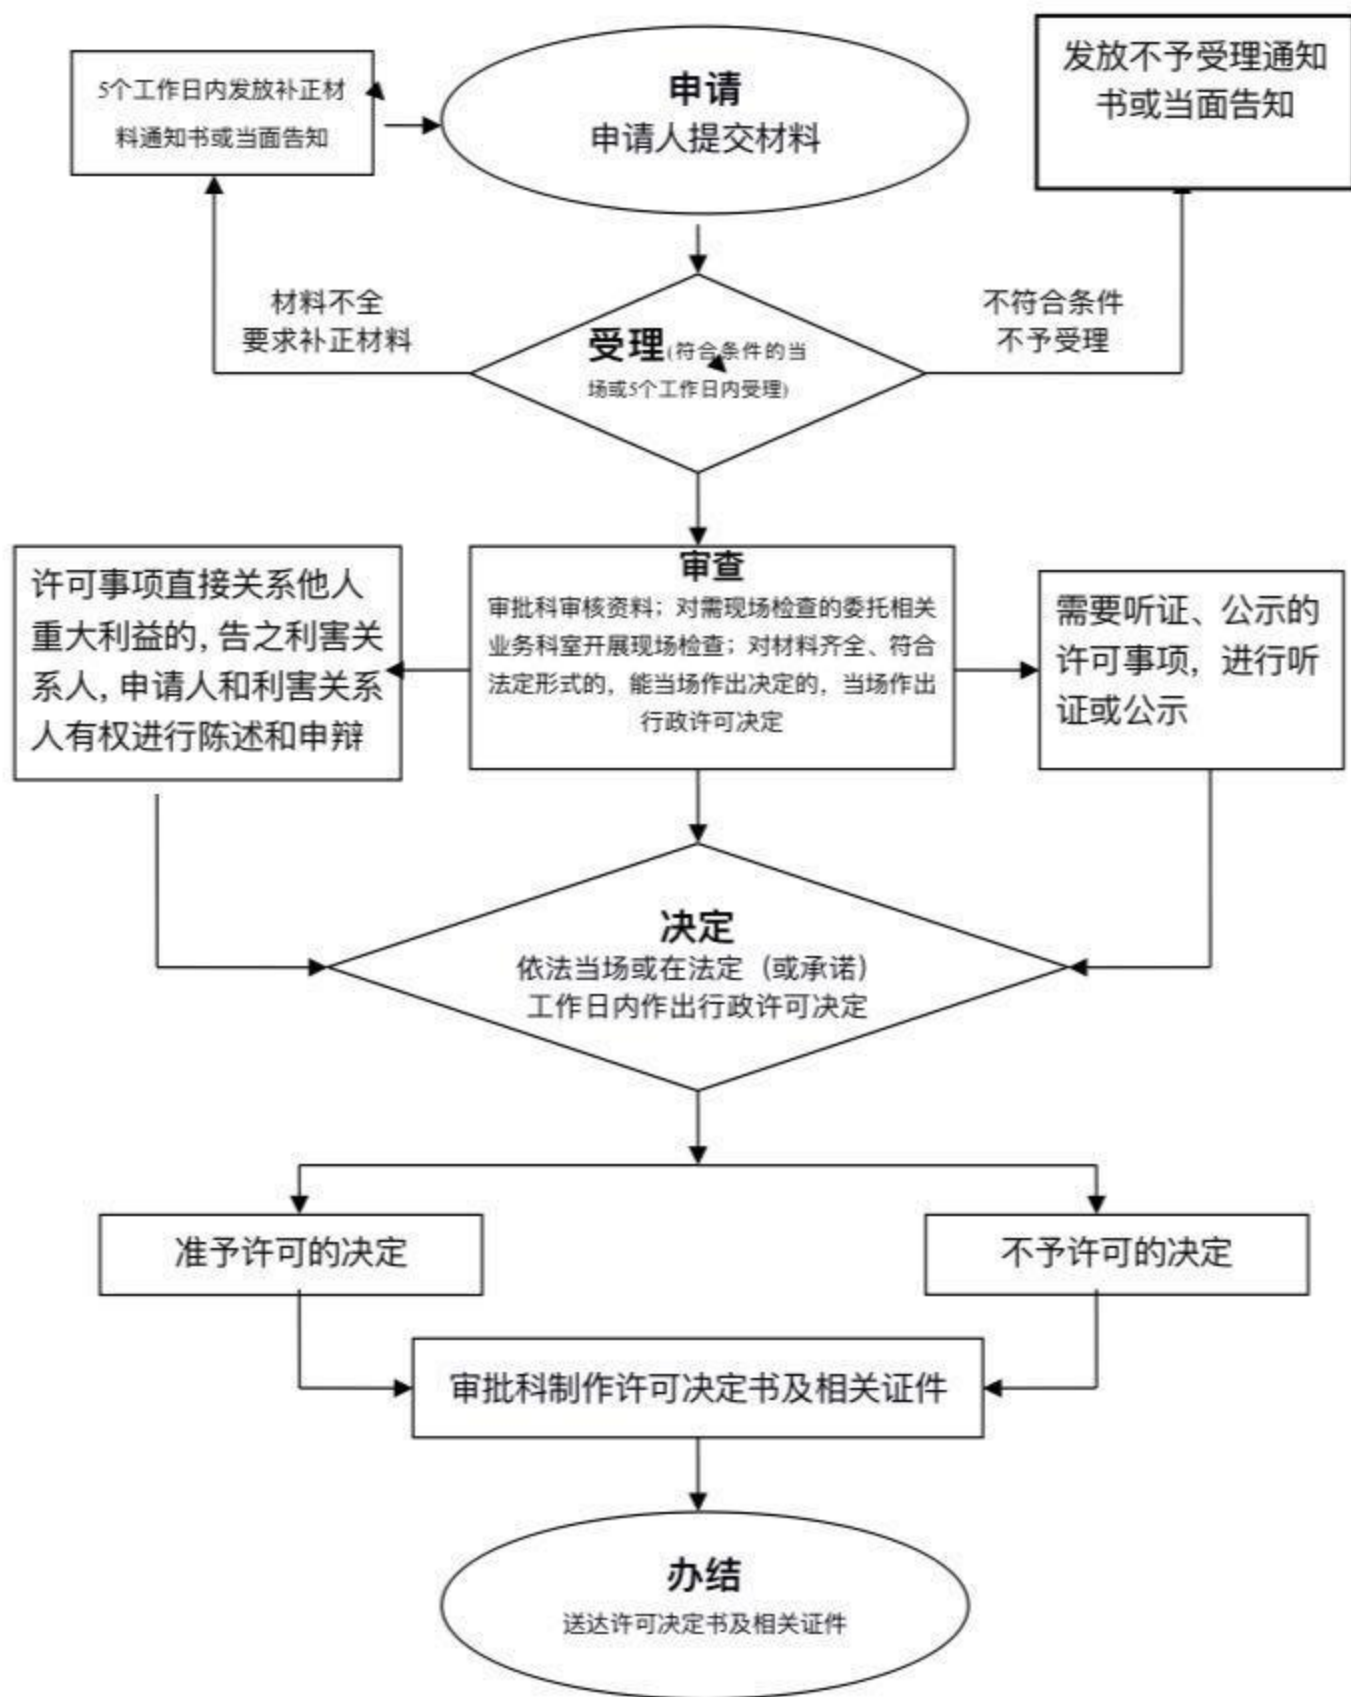 5个工作日内发放补正材
料通知书或当面告知
申请
申请人提交材料
发放不予受理通知
书或当面告知
材料不全
要求补正材料
不符合条件
不予受理
受理(符合条件的当
场或5个工作日内受理)
许可事项直接关系他人
重大利益的, 告之利害关
系人, 申请人和利害关系
人有权进行陈述和申辩
审查
审批科审核资料；对需现场检查的委托相关
业务科室开展现场检查；对材料齐全、符合
法定形式的，能当场作出决定的，当场作出
行政许可决定
需要听证、公示的
许可事项，进行听
证或公示
决定
依法当场或在法定（或承诺）
工作日内作出行政许可决定
准予许可的决定
不予许可的决定
审批科制作许可决定书及相关证件
办结
送达许可决定书及相关证件